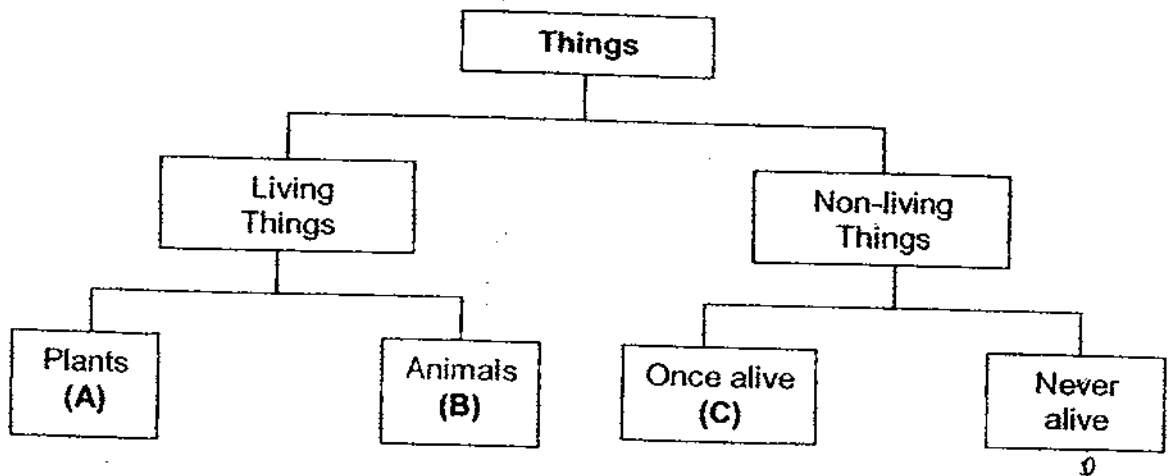 Things
Living
Things
Non-living
Things
Plants
(A)
Animals
(B)
Once alive
(C)
Never
alive